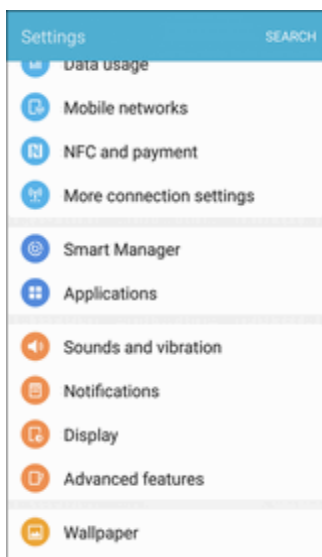 Settings SEARCH
Data usage
Mobile networks
NFC and payment
More connection settings
Smart Manager
Applications
Sounds and vibration
Notifications
Display
Advanced features
Wallpaper